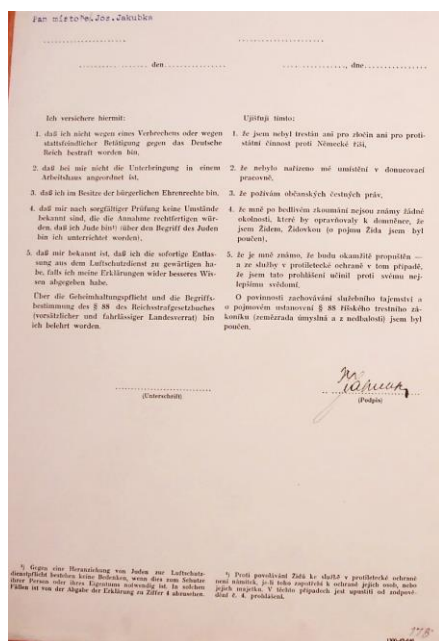 Pan místopř. Joz. Jakubka
............, den ............
............, dne ............
Ich versichere hiermit:
1. daß ich nicht wegen eines Verbrechens oder wegen
staatsfeindlicher Betätigung gegen das Deutsche
Reich bestraft worden bin,
2. daß bei mir nicht die Unterbringung in einem
Arbeitshaus angeordnet ist,
3. daß ich im Besitze der bürgerlichen Ehrenrechte bin,
4. daß mir nach sorgfältiger Prüfung keine Umstände
bekannt sind, die die Annahme rechtfertigen wür-
den, daß ich Jude bin¹) (über den Begriff des Juden
bin ich unterrichtet worden),
5. daß mir bekannt ist, daß ich die sofortige Entlas-
sung aus dem Luftschutzdienst zu gewärtigen ha-
be, falls ich meine Erklärungen wider besseres Wis-
sen abgegeben habe.
Über die Geheimhaltungspflicht und die Begriffs-
bestimmung des § 88 des Reichsstrafgesetzbuches
(vorsätzlicher und fahrlässiger Landesverrat) bin
ich belehrt worden.
(Unterschrift)
Ujišťuji tímto:
1. že jsem nebyl trestán ani pro zločin ani pro proti-
státní činnost proti Německé říši,
2. že nebylo nařízeno mé umístění v donucovací
pracovně,
3. že požívám občanských čestných práv,
4. že mně po bedlivém zkoumání nejsou známy žádné
okolnosti, které by opravňovaly k domněnce, že
jsem Židem, Židovkou (o pojmu Žida jsem byl
poučen),
5. že je mně známo, že budu okamžitě propuštěn —
a ze služby v protiletecké ochraně v tom případě,
že jsem tato prohlášení učinil proti svému nej-
lepšímu svědomí.
O povinnosti zachovávání služebního tajemství a
o pojmovém ustanovení § 88 říšského trestního zá-
koníku (zemězrada úmyslná a z nedbalosti) jsem byl
poučen.
(Podpis)
¹) Gegen eine Heranziehung von Juden zur Luftschutz-
dienstpflicht bestehen keine Bedenken, wenn dies zum Schutze
ihrer Person oder ihres Eigentums notwendig ist. In solchen
Fällen ist von der Abgabe der Erklärung zu Ziffer 4 abzusehen.
¹) Proti povolávání Židů ke službě v protiletecké ochraně
není námitek, je-li toho zapotřebí k ochraně jejich osob, nebo
jejich majetku. V těchto případech jest upustiti od zodpově-
dění č. 4. prohlášení.